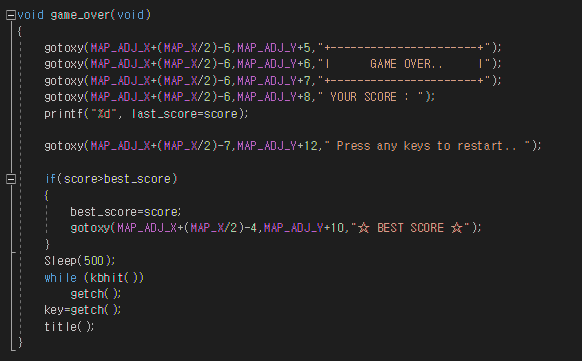 void game_over(void)
{
gotoxy(MAP_ADJ_X+(MAP_X/2)-6,MAP_ADJ_Y+5,"+----------------------+");
gotoxy(MAP_ADJ_X+(MAP_X/2)-6,MAP_ADJ_Y+6,"|      GAME OVER..     |");
gotoxy(MAP_ADJ_X+(MAP_X/2)-6,MAP_ADJ_Y+7,"+----------------------+");
gotoxy(MAP_ADJ_X+(MAP_X/2)-6,MAP_ADJ_Y+8," YOUR SCORE : ");
printf("%d", last_score=score);
gotoxy(MAP_ADJ_X+(MAP_X/2)-7,MAP_ADJ_Y+12," Press any keys to restart.. ");
if(score>best_score)
{
best_score=score;
gotoxy(MAP_ADJ_X+(MAP_X/2)-4,MAP_ADJ_Y+10,"☆ BEST SCORE ☆");
}
Sleep(500);
while (kbhit())
getch();
key=getch();
title();
}